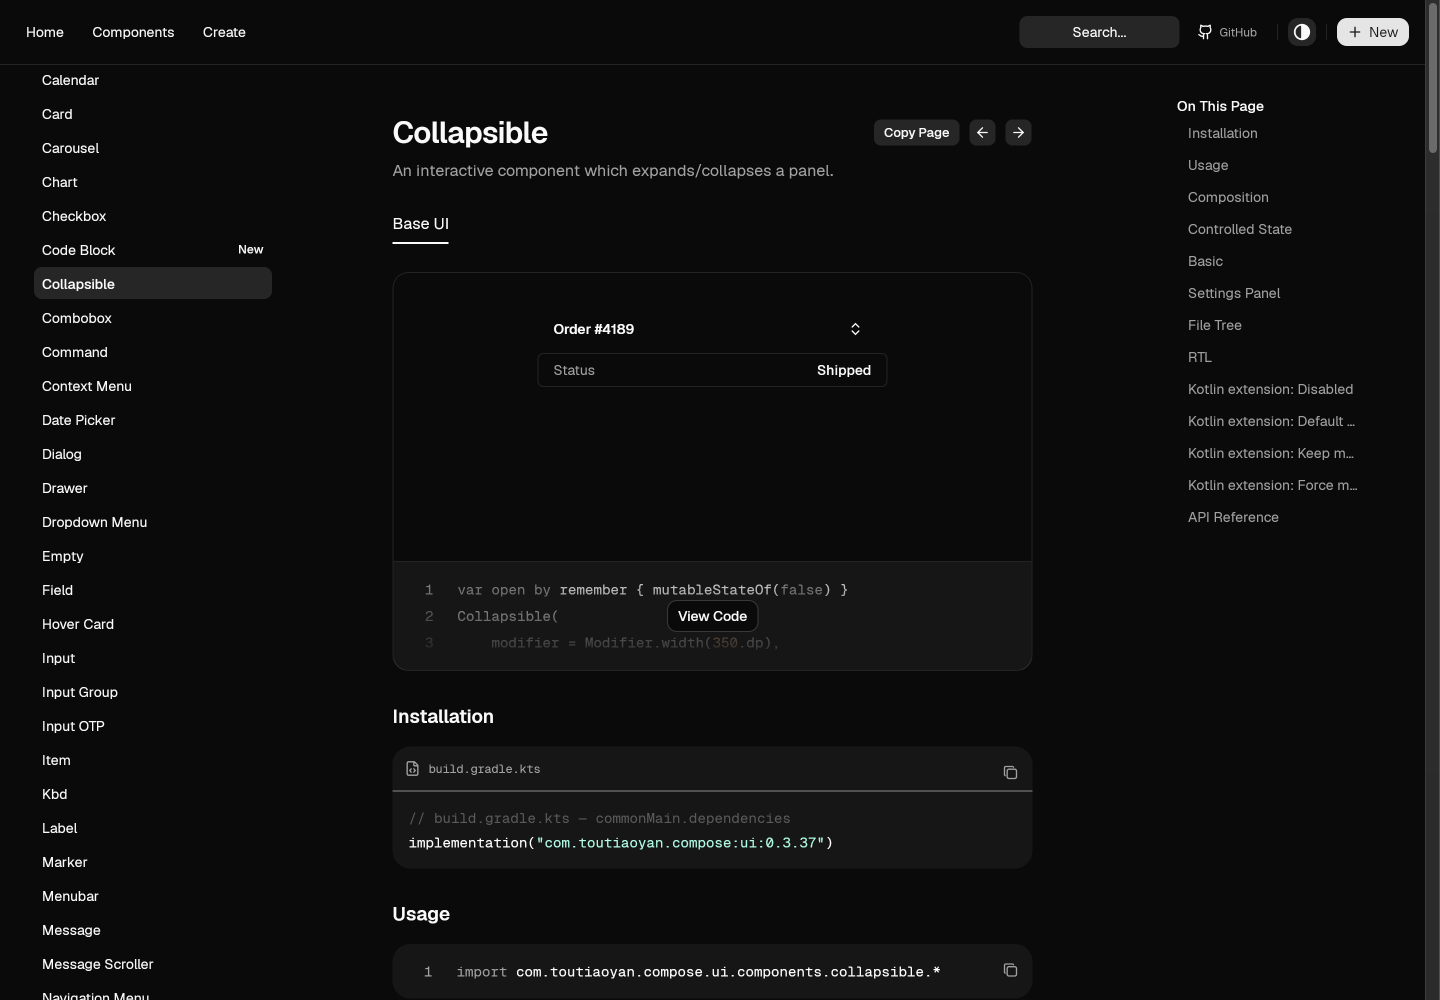 Home
Components
Create
Search...
GitHub
New
Calendar
Card
Carousel
Chart
Checkbox
Code Block
New
Collapsible
Combobox
Command
Context Menu
Date Picker
Dialog
Drawer
Dropdown Menu
Empty
Field
Hover Card
Input
Input Group
Input OTP
Item
Kbd
Label
Marker
Menubar
Message
Message Scroller
Navigation Menu
Collapsible
Copy Page
An interactive component which expands/collapses a panel.
Base UI
Order #4189
Status
Shipped
1 var open by remember { mutableStateOf(false) }
2 Collapsible(
View Code
3 modifier = Modifier.width(350.dp),
Installation
build.gradle.kts
// build.gradle.kts — commonMain.dependencies
implementation("com.toutiaoyan.compose:ui:0.3.37")
Usage
1 import com.toutiaoyan.compose.ui.components.collapsible.*
On This Page
Installation
Usage
Composition
Controlled State
Basic
Settings Panel
File Tree
RTL
Kotlin extension: Disabled
Kotlin extension: Default ...
Kotlin extension: Keep m...
Kotlin extension: Force m...
API Reference